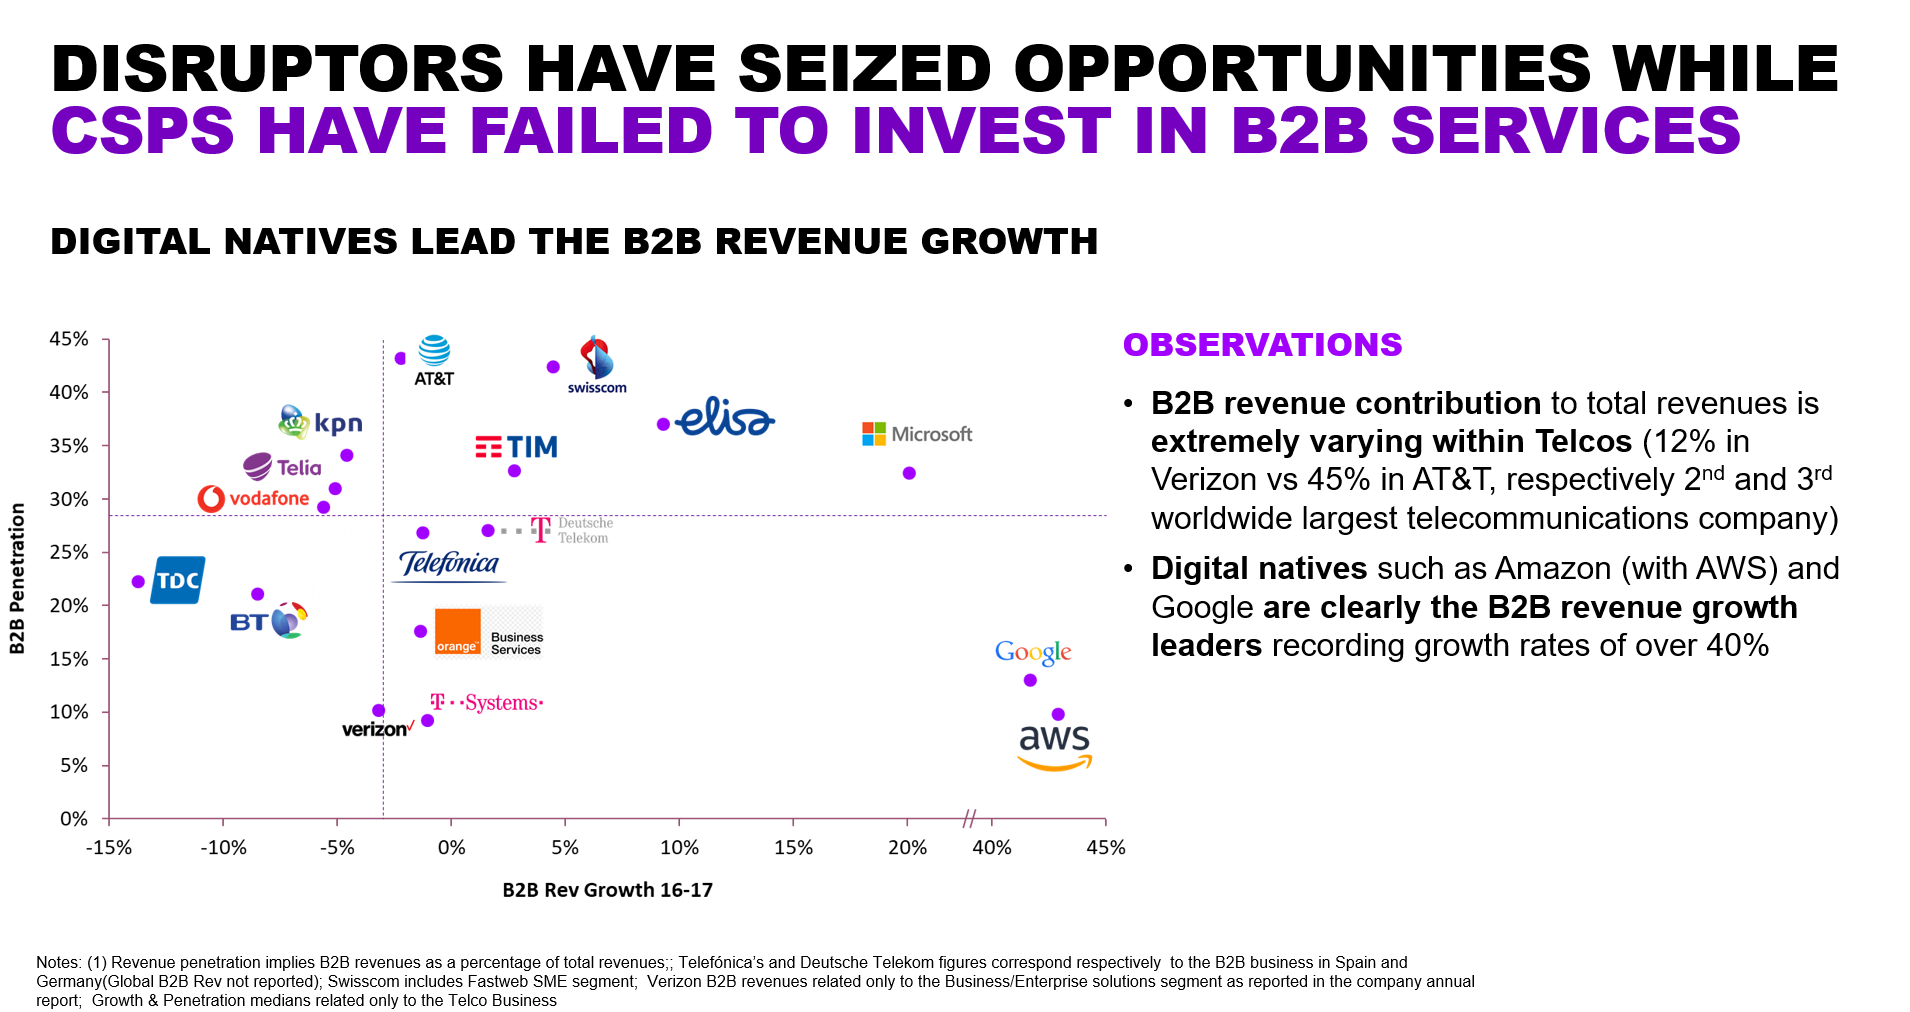 DISRUPTORS HAVE SEIZED OPPORTUNITIES WHILE
CSPS HAVE FAILED TO INVEST IN B2B SERVICES
DIGITAL NATIVES LEAD THE B2B REVENUE GROWTH
45%
40%
35%
30%
25%
20%
15%
10%
5%
0%
B2B Penetration
-15%
-10%
-5%
0%
5%
10%
15%
20%
40%
45%
B2B Rev Growth 16-17
AT&T
swisscom
kpn
elisa
Microsoft
TIM
Telia
vodafone
T
Deutsche
Telekom
Telefónica
TDC
BT
orange™
Business
Services
Google
T··Systems·
verizon✓
aws
OBSERVATIONS
• B2B revenue contribution to total revenues is
extremely varying within Telcos (12% in
Verizon vs 45% in AT&T, respectively 2nd and 3rd
worldwide largest telecommunications company)
• Digital natives such as Amazon (with AWS) and
Google are clearly the B2B revenue growth
leaders recording growth rates of over 40%
Notes: (1) Revenue penetration implies B2B revenues as a percentage of total revenues;; Telefónica's and Deutsche Telekom figures correspond respectively to the B2B business in Spain and
Germany(Global B2B Rev not reported); Swisscom includes Fastweb SME segment; Verizon B2B revenues related only to the Business/Enterprise solutions segment as reported in the company annual
report; Growth & Penetration medians related only to the Telco Business